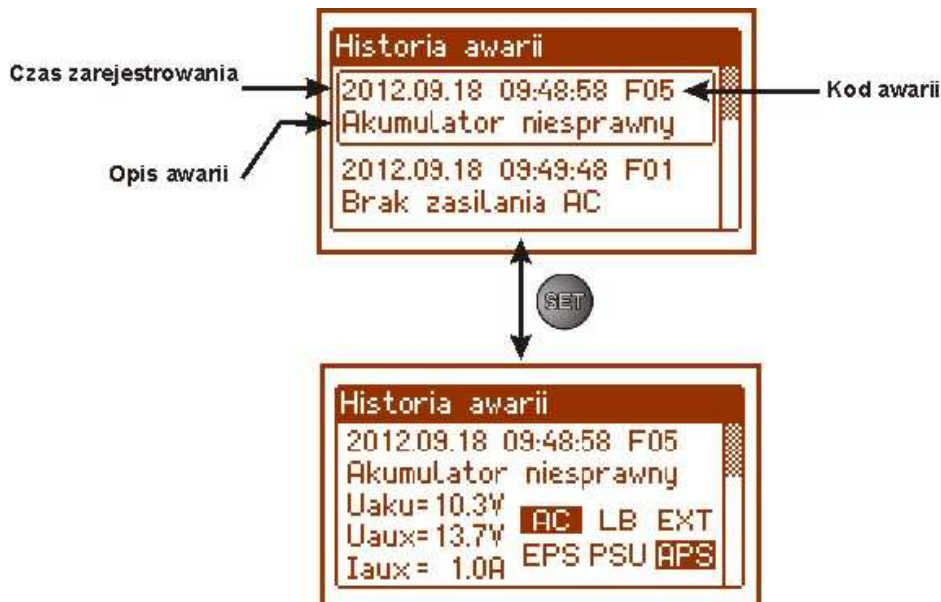 Historia awarii
Czas zarejestrowania
2012.09.18 09:48:58 F05
Kod awarii
Akumulator niesprawny
Opis awarii
2012.09.18 09:49:48 F01
Brak zasilania AC
SET
Historia awarii
2012.09.18 09:48:58 F05
Akumulator niesprawny
Uaku=10.3V
Uaux=13.7V
Iaux= 1.0A
AC LB EXT
EPS PSU APS